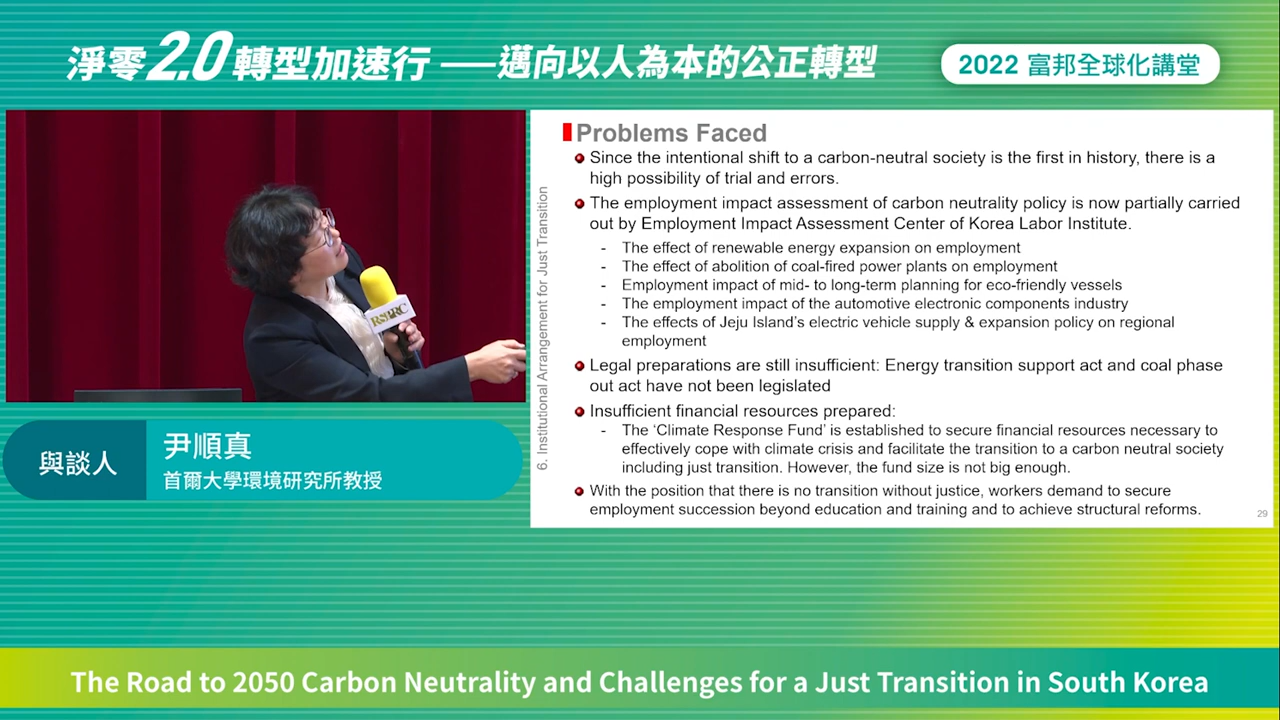 淨零2.0轉型加速行——邁向以人為本的公正轉型
2022 富邦全球化講堂
Problems Faced
Since the intentional shift to a carbon-neutral society is the first in history, there is a
high possibility of trial and errors.
The employment impact assessment of carbon neutrality policy is now partially carried
out by Employment Impact Assessment Center of Korea Labor Institute.
- The effect of renewable energy expansion on employment
- The effect of abolition of coal-fired power plants on employment
- Employment impact of mid- to long-term planning for eco-friendly vessels
- The employment impact of the automotive electronic components industry
- The effects of Jeju Island's electric vehicle supply & expansion policy on regional
employment
Legal preparations are still insufficient: Energy transition support act and coal phase
out act have not been legislated
Insufficient financial resources prepared:
- The ‘Climate Response Fund’ is established to secure financial resources necessary to
effectively cope with climate crisis and facilitate the transition to a carbon neutral society
including just transition. However, the fund size is not big enough.
With the position that there is no transition without justice, workers demand to secure
employment succession beyond education and training and to achieve structural reforms.
29
6. Institutional Arrangement for Just Transition
RSPRC
與談人
尹順真
首爾大學環境研究所教授
The Road to 2050 Carbon Neutrality and Challenges for a Just Transition in South Korea